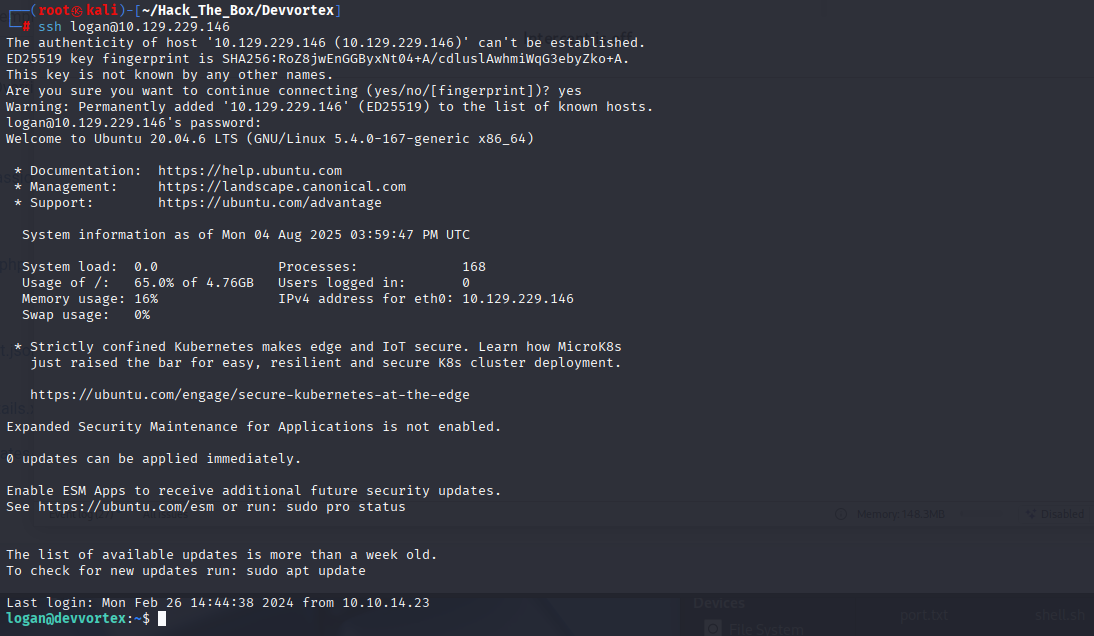 ┌──(root㉿kali)-[~/Hack_The_Box/Devvortex]
└─# ssh logan@10.129.229.146
The authenticity of host '10.129.229.146 (10.129.229.146)' can't be established.
ED25519 key fingerprint is SHA256:RoZ8jwEnGGByxNt04+A/cdluslAwhmiWqG3ebyZko+A.
This key is not known by any other names.
Are you sure you want to continue connecting (yes/no/[fingerprint])? yes
Warning: Permanently added '10.129.229.146' (ED25519) to the list of known hosts.
logan@10.129.229.146's password:
Welcome to Ubuntu 20.04.6 LTS (GNU/Linux 5.4.0-167-generic x86_64)
* Documentation:  https://help.ubuntu.com
* Management:     https://landscape.canonical.com
* Support:        https://ubuntu.com/advantage
System information as of Mon 04 Aug 2025 03:59:47 PM UTC
System load:  0.0               Processes:             168
Usage of /:   65.0% of 4.76GB   Users logged in:       0
Memory usage: 16%               IPv4 address for eth0: 10.129.229.146
Swap usage:   0%
* Strictly confined Kubernetes makes edge and IoT secure. Learn how MicroK8s
just raised the bar for easy, resilient and secure K8s cluster deployment.
https://ubuntu.com/engage/secure-kubernetes-at-the-edge
Expanded Security Maintenance for Applications is not enabled.
0 updates can be applied immediately.
Enable ESM Apps to receive additional future security updates.
See https://ubuntu.com/esm or run: sudo pro status
Memory:148.3MB Disabled
The list of available updates is more than a week old.
To check for new updates run: sudo apt update
Last login: Mon Feb 26 14:44:38 2024 from 10.10.14.23
Devices
logan@devvortex:~$
port.txt shell.sh
File System